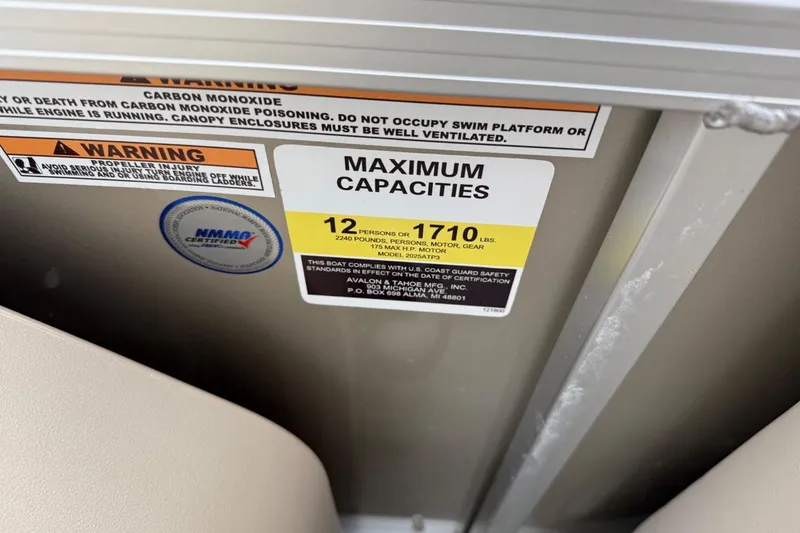 WARNING
CARBON MONOXIDE
Y OR DEATH FROM CARBON MONOXIDE POISONING. DO NOT OCCUPY SWIM PLATFORM OR
WHILE ENGINE IS RUNNING. CANOPY ENCLOSURES MUST BE WELL VENTILATED.
WARNING
PROPELLER INJURY
AVOID SERIOUS INJURY TURN ENGINE OFF WHILE
SWIMMING AND OR USING BOARDING LADDERS.
NMMA
CERTIFIED
MAXIMUM
CAPACITIES
12 PERSONS OR 1710 LBS.
2240 POUNDS, PERSONS, MOTOR, GEAR
175 MAX H.P. MOTOR
MODEL 2025ATP3
THIS BOAT COMPLIES WITH U.S. COAST GUARD SAFETY
STANDARDS IN EFFECT ON THE DATE OF CERTIFICATION
AVALON & TAHOE MFG., INC.
903 MICHIGAN AVE.
P.O. BOX 698 ALMA, MI 48801
121800